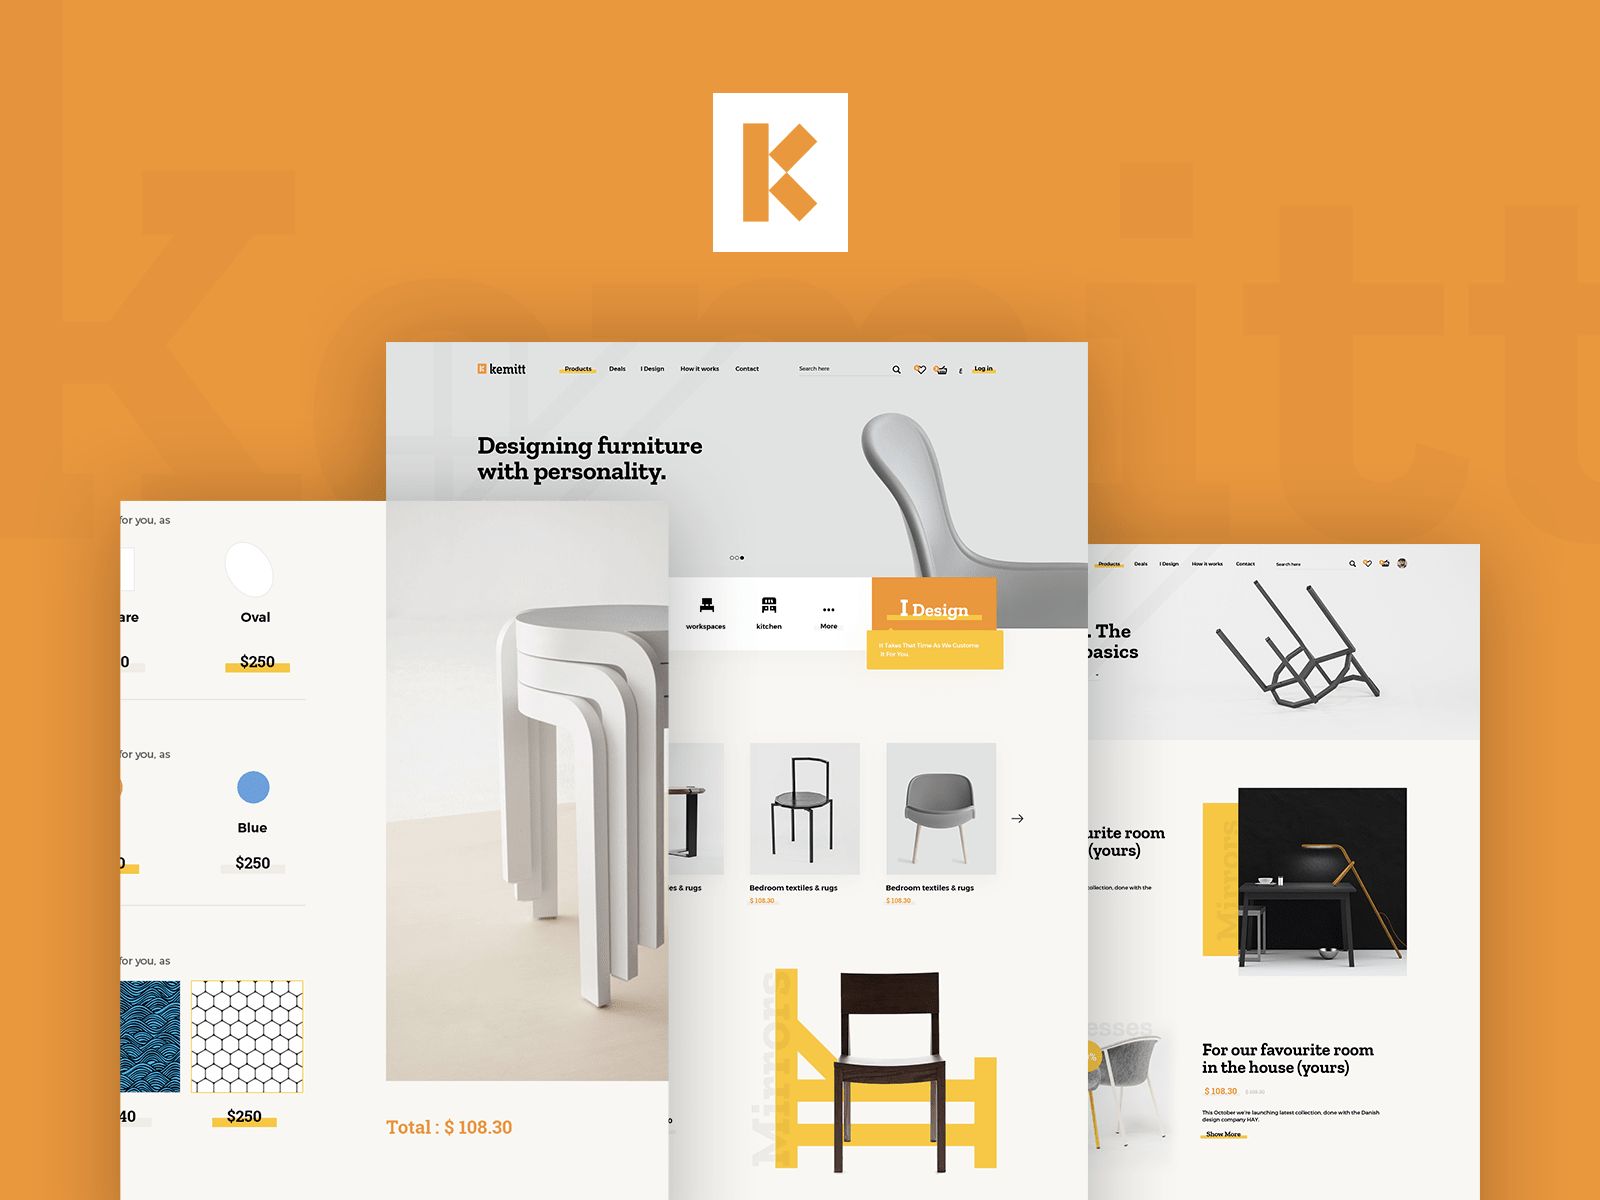 K
Kemitt
kemitt
Products
Deals
I Design
How it works
Contact
Search here
Log in
Designing furniture
with personality.
workspaces
kitchen
More
I Design
It Takes That Time As We Custome
It For You
es & rugs
Bedroom textiles & rugs
$ 108.30
Bedroom textiles & rugs
$ 108.30
Mirrors
for you, as
are
Oval
0
$250
for you, as
Blue
0
$250
for you, as
40
$250
Total : $ 108.30
Products
Deals
I Design
How it works
Contact
Search here
. The
basics
urite room
(yours)
collection, done with the
Mirrors
esses
%
For our favourite room
in the house (yours)
$ 108.30
$ 108.30
This October we're launching latest collection, done with the Danish
design company HAY.
Show More